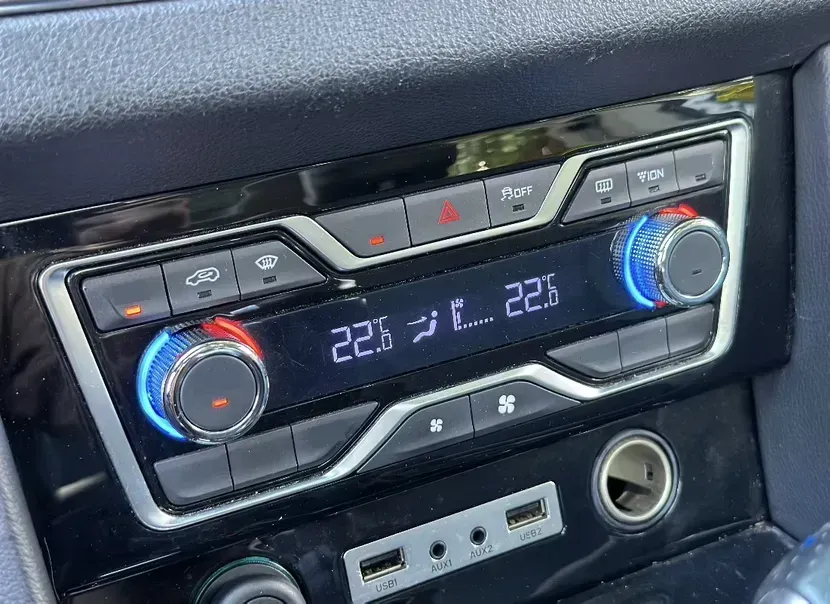 OFF
ION
22.0°C
22.0°C
USB1
AUX1
AUX2
USB2